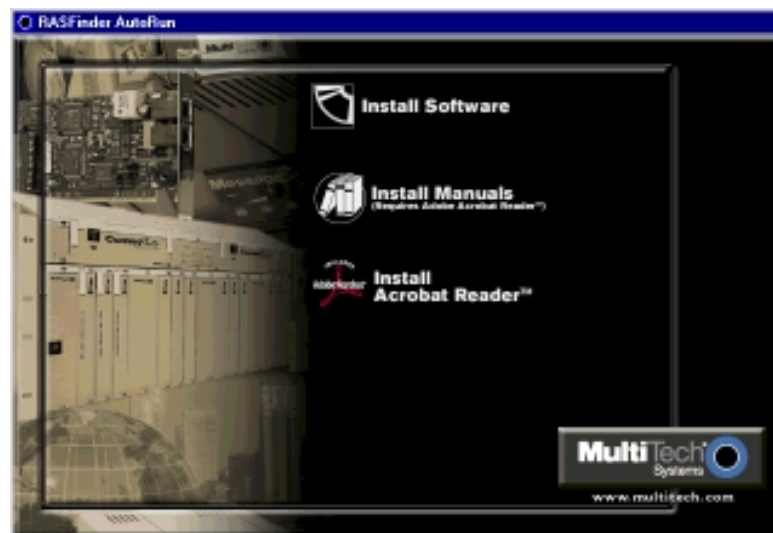 RASFinder AutoRun
Install Software
Install Manuals
(Requires Adobe Acrobat Reader™)
Install
Acrobat Reader™
MultiTech
Systems
www.multitech.com